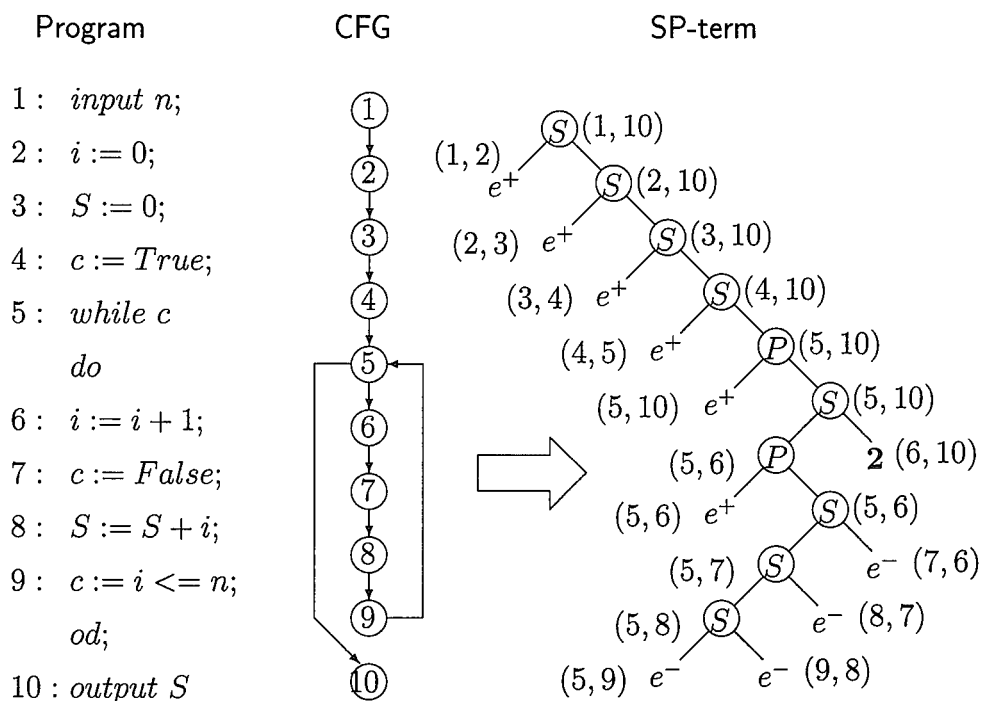 Program CFG SP-term
1 : input n;
2 : i := 0;
3 : S := 0;
4 : c := True;
5 : while c
do
6 : i := i + 1;
7 : c := False;
8 : S := S + i;
9 : c := i <= n;
od;
10 : output S
1
2
3
4
5
6
7
8
9
10
S (1, 10)
(1, 2) e⁺ S (2, 10)
(2, 3) e⁺ S (3, 10)
(3, 4) e⁺ S (4, 10)
(4, 5) e⁺ P (5, 10)
(5, 10) e⁺ S (5, 10)
(5, 6) P 2 (6, 10)
(5, 6) e⁺ S (5, 6)
(5, 7) S e⁻ (7, 6)
(5, 8) S e⁻ (8, 7)
(5, 9) e⁻ e⁻ (9, 8)